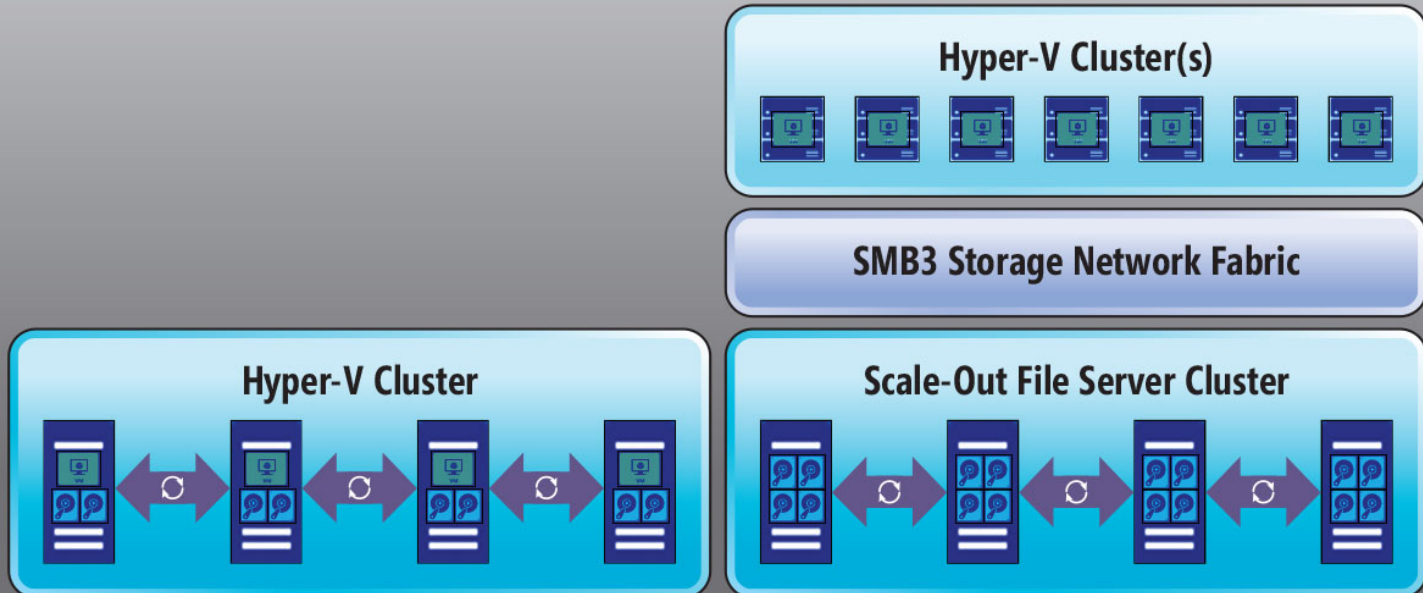 Hyper-V Cluster(s)
SMB3 Storage Network Fabric
Hyper-V Cluster
Scale-Out File Server Cluster